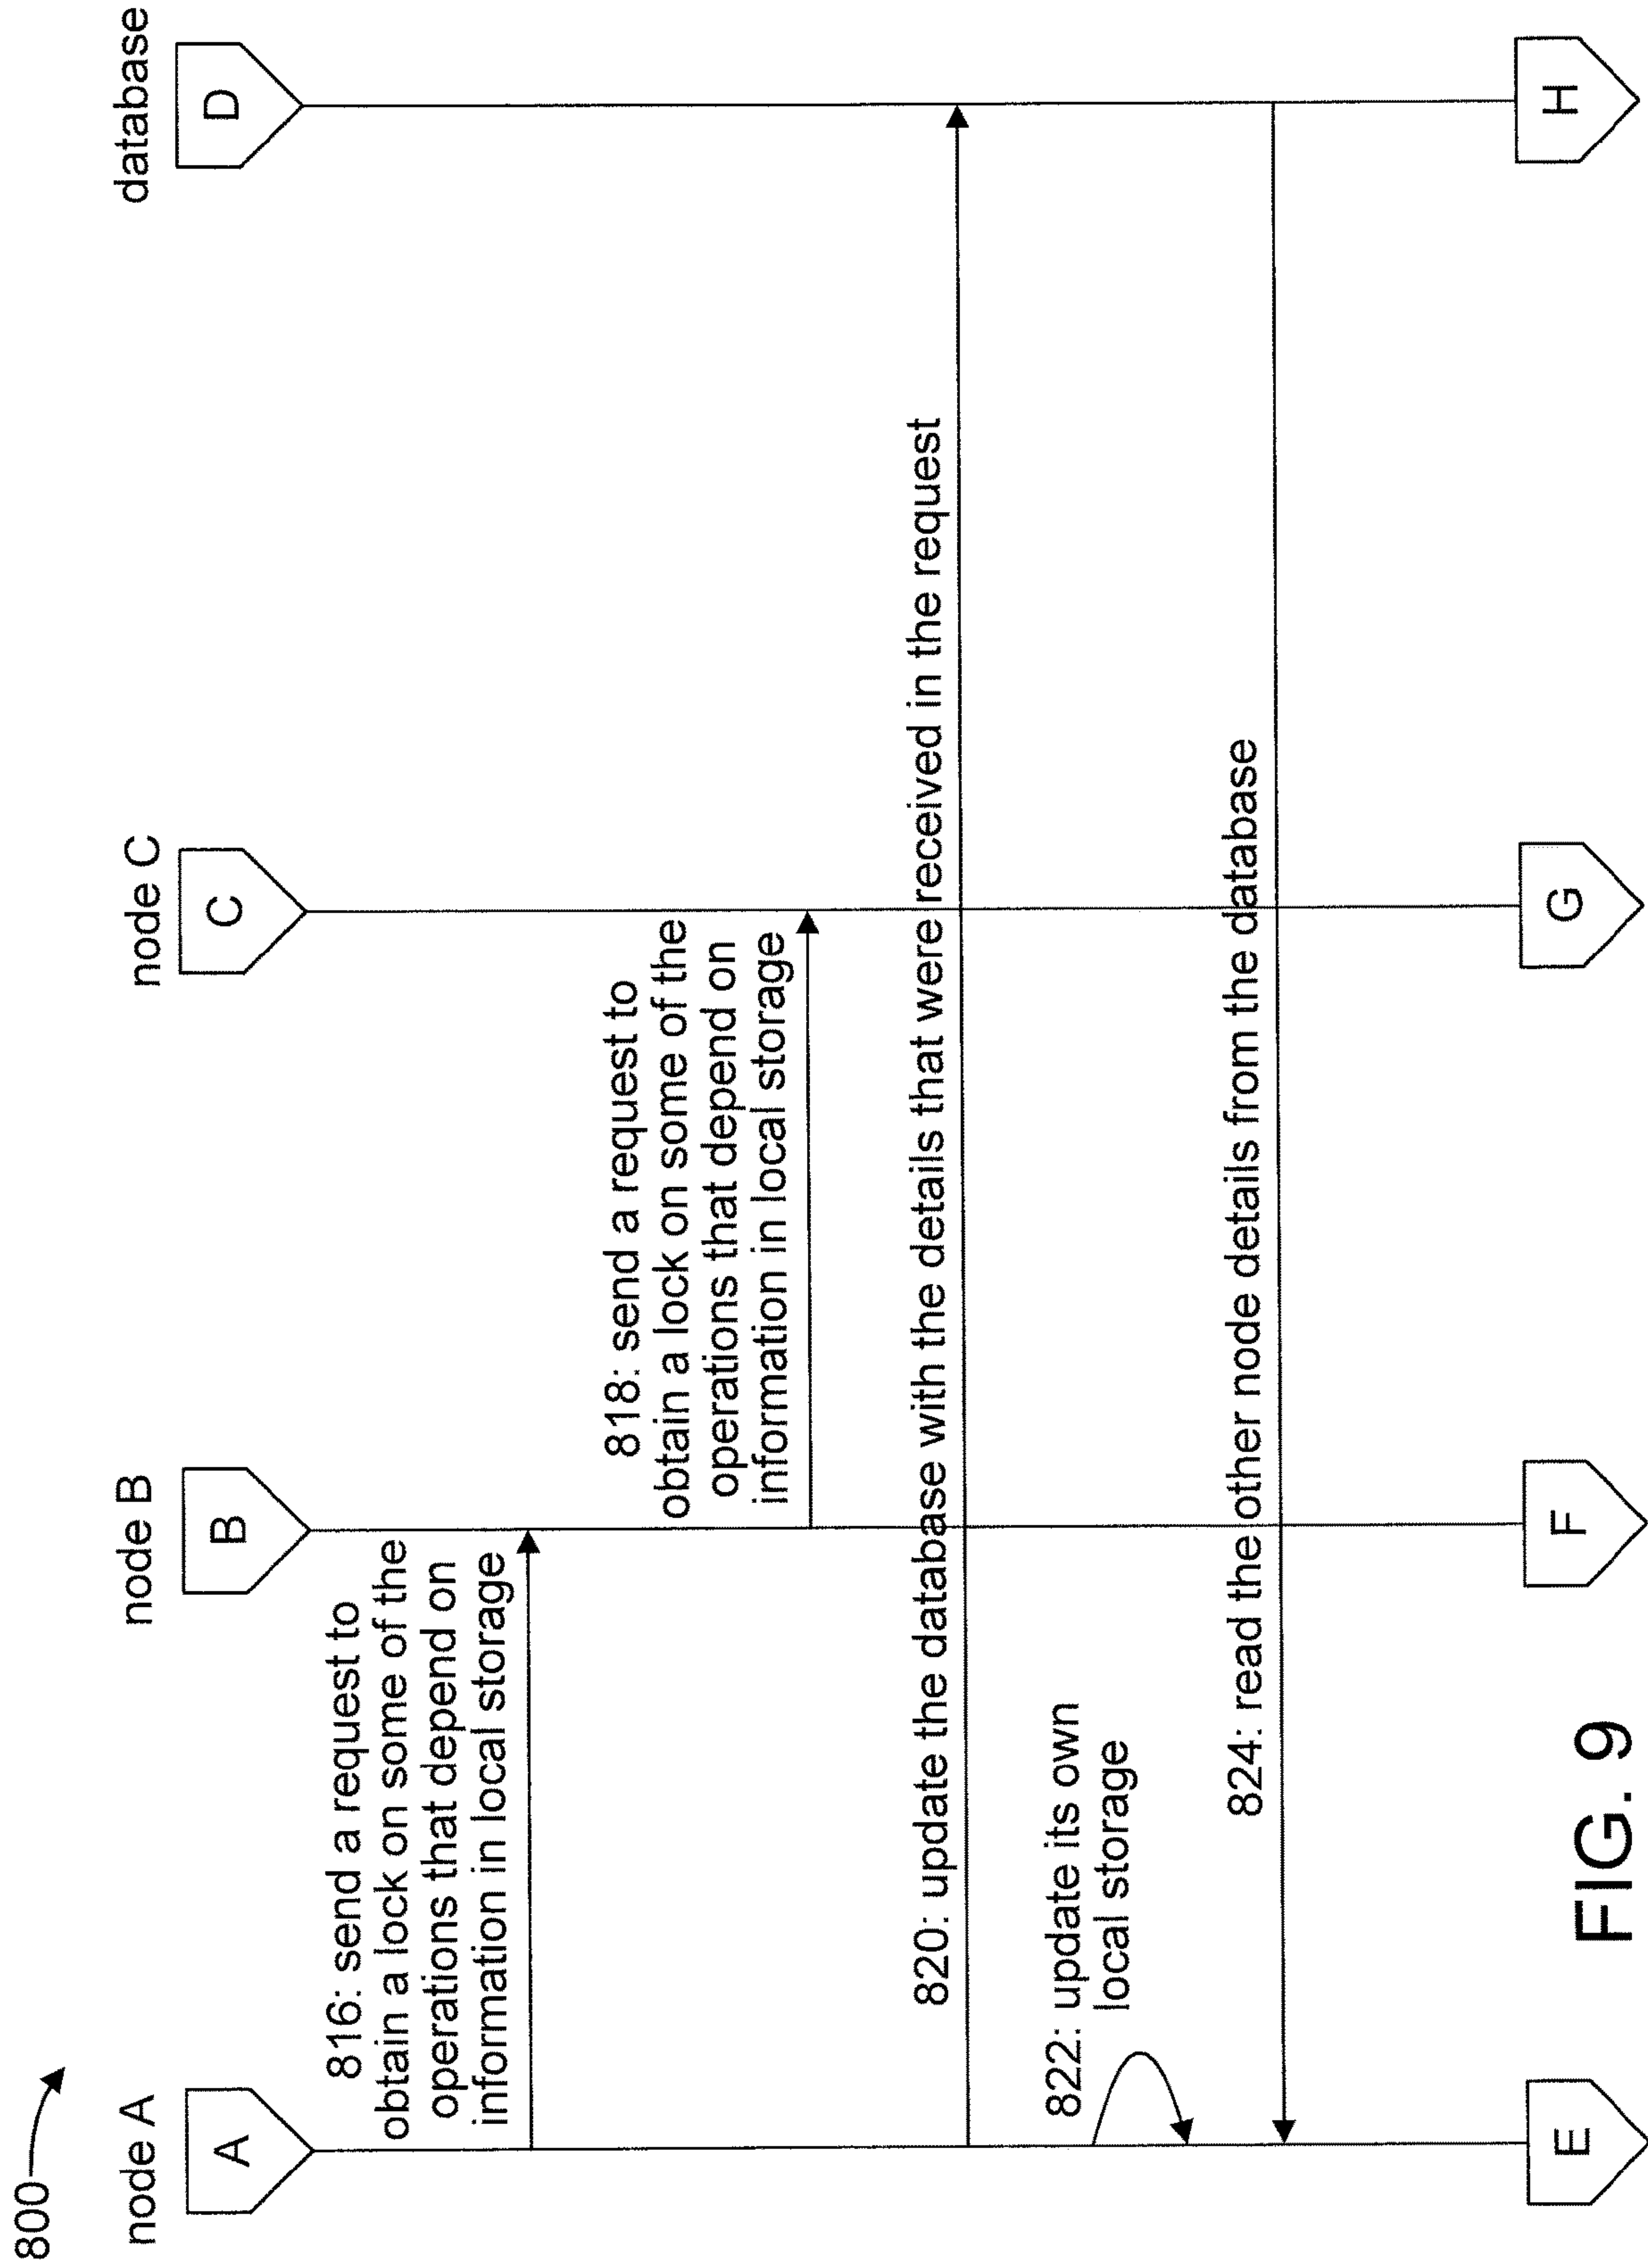 800
node A
node B
node C
database
A
B
C
D
816: send a request to
obtain a lock on some of the
operations that depend on
information in local storage
818: send a request to
obtain a lock on some of the
operations that depend on
information in local storage
820: update the database with the details that were received in the request
822: update its own
local storage
824: read the other node details from the database
E
F
G
H
FIG. 9